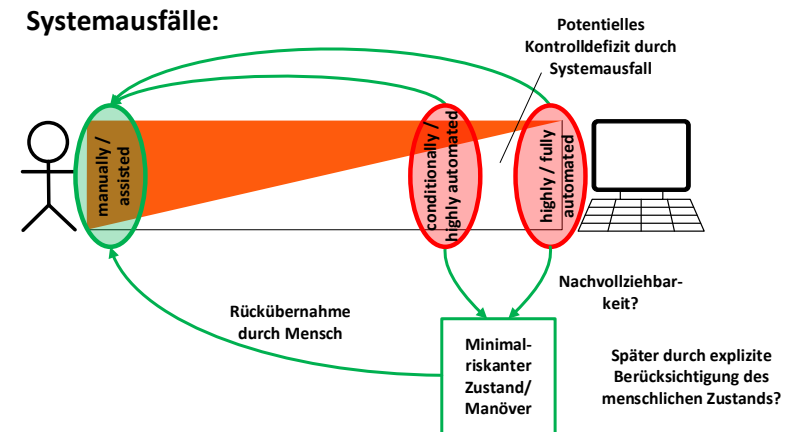 Systemausfälle:
Potentielles
Kontrolldefizit durch
Systemausfall
manually /
assisted
conditionally /
highly automated
highly / fully
automated
Nachvollziehbar-
keit?
Rückübernahme
durch Mensch
Minimal-
riskanter
Zustand/
Manöver
Später durch explizite
Berücksichtigung des
menschlichen Zustands?